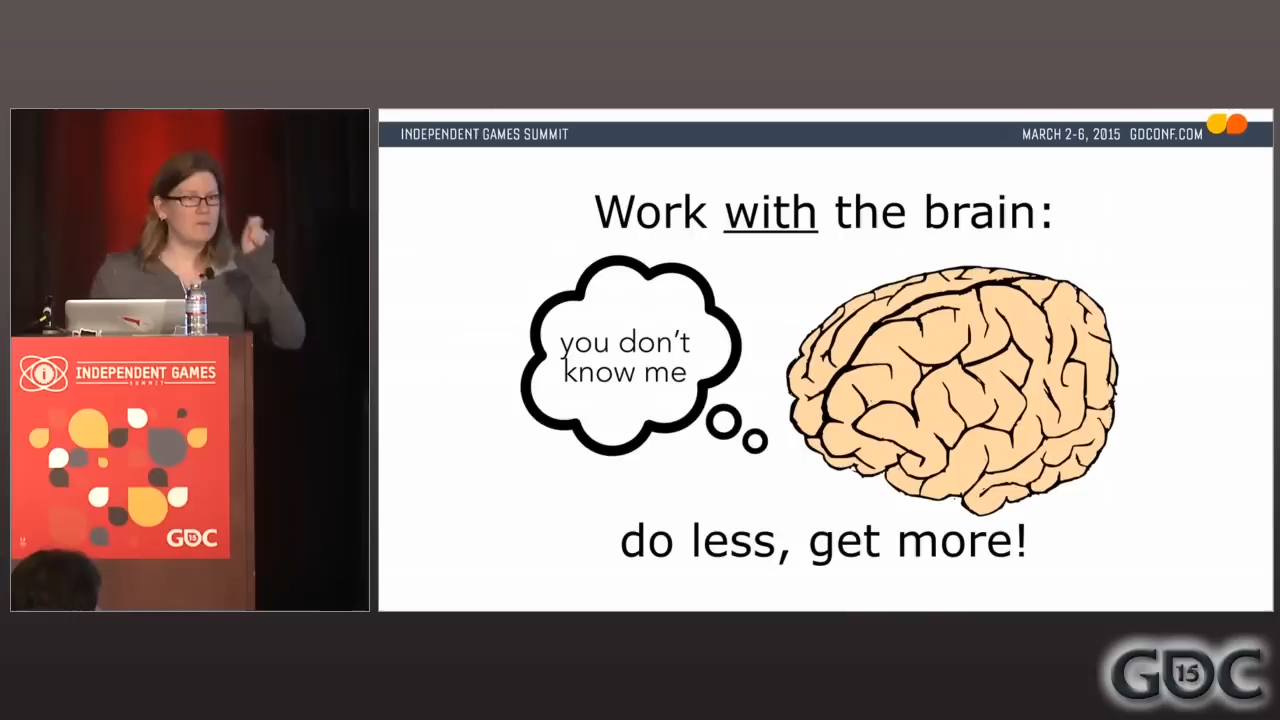 INDEPENDENT GAMES SUMMIT
MARCH 2-6, 2015 GDCONF.COM
Work with the brain:
you don't
know me
do less, get more!
i
INDEPENDENT GAMES
SUMMIT
GDC
15
GDC
15